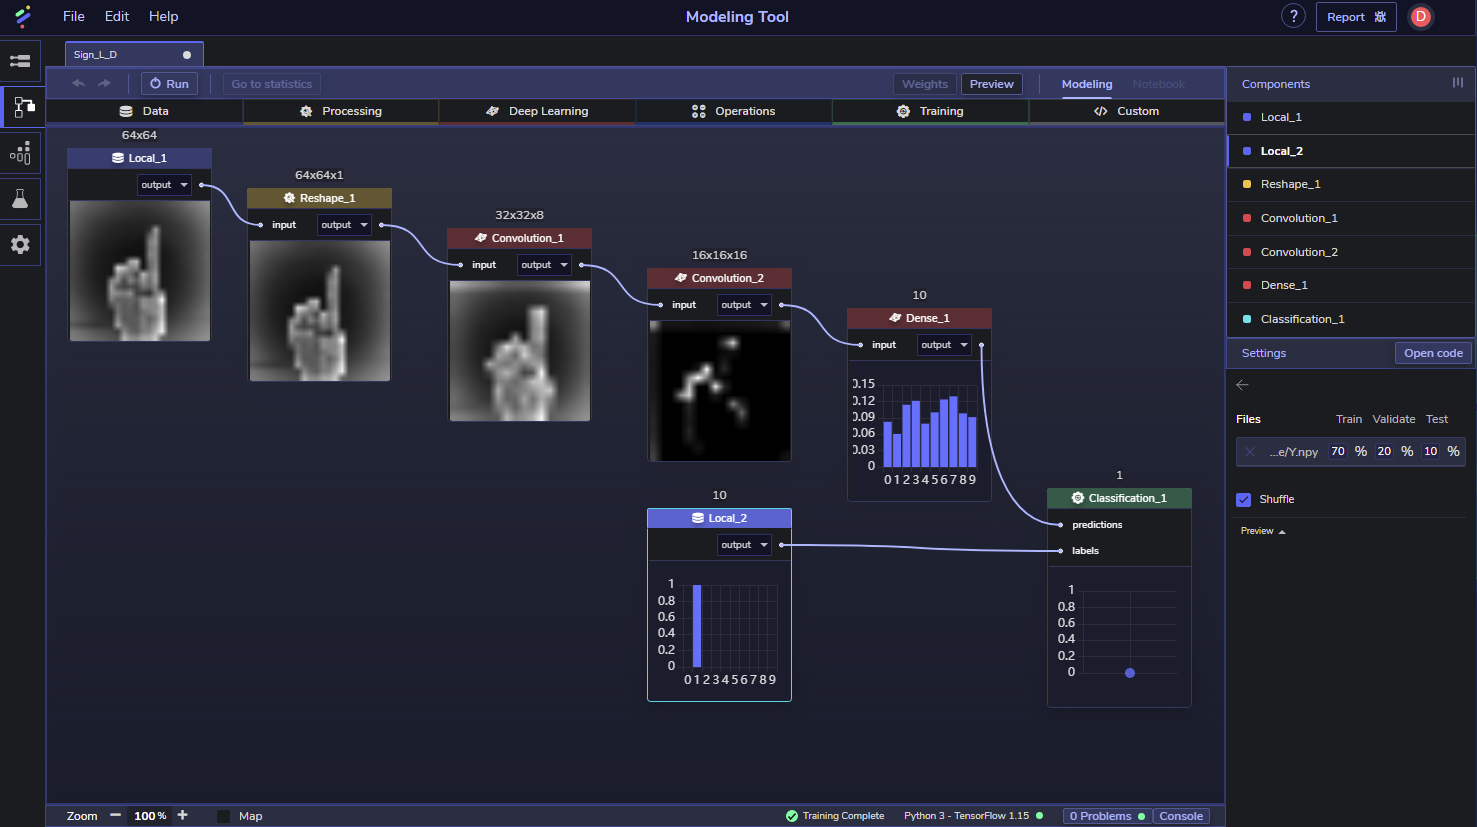 File Edit Help
Modeling Tool
? Report D
Sign_L_D
Run Go to statistics Weights Preview Modeling Notebook
Data Processing Deep Learning Operations Training Custom
64x64
Local_1
output
64x64x1
Reshape_1
input output
32x32x8
Convolution_1
input output
16x16x16
Convolution_2
input output
10
Dense_1
input output
0.15
0.12
0.09
0.06
0.03
0
0 1 2 3 4 5 6 7 8 9
10
Local_2
output
1
0.8
0.6
0.4
0.2
0
0 1 2 3 4 5 6 7 8 9
1
Classification_1
predictions
labels
1
0.8
0.6
0.4
0.2
0
Components
Local_1
Local_2
Reshape_1
Convolution_1
Convolution_2
Dense_1
Classification_1
Settings Open code
Files Train Validate Test
...e/Y.npy 70 % 20 % 10 %
Shuffle
Preview
Zoom − 100 % + Map
Training Complete Python 3 - TensorFlow 1.15 0 Problems Console